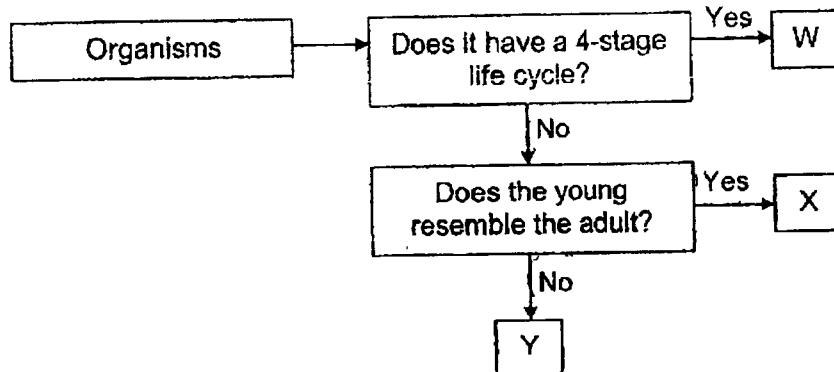 Organisms
Does it have a 4-stage
life cycle?
Yes
W
No
Does the young
resemble the adult?
Yes
X
No
Y